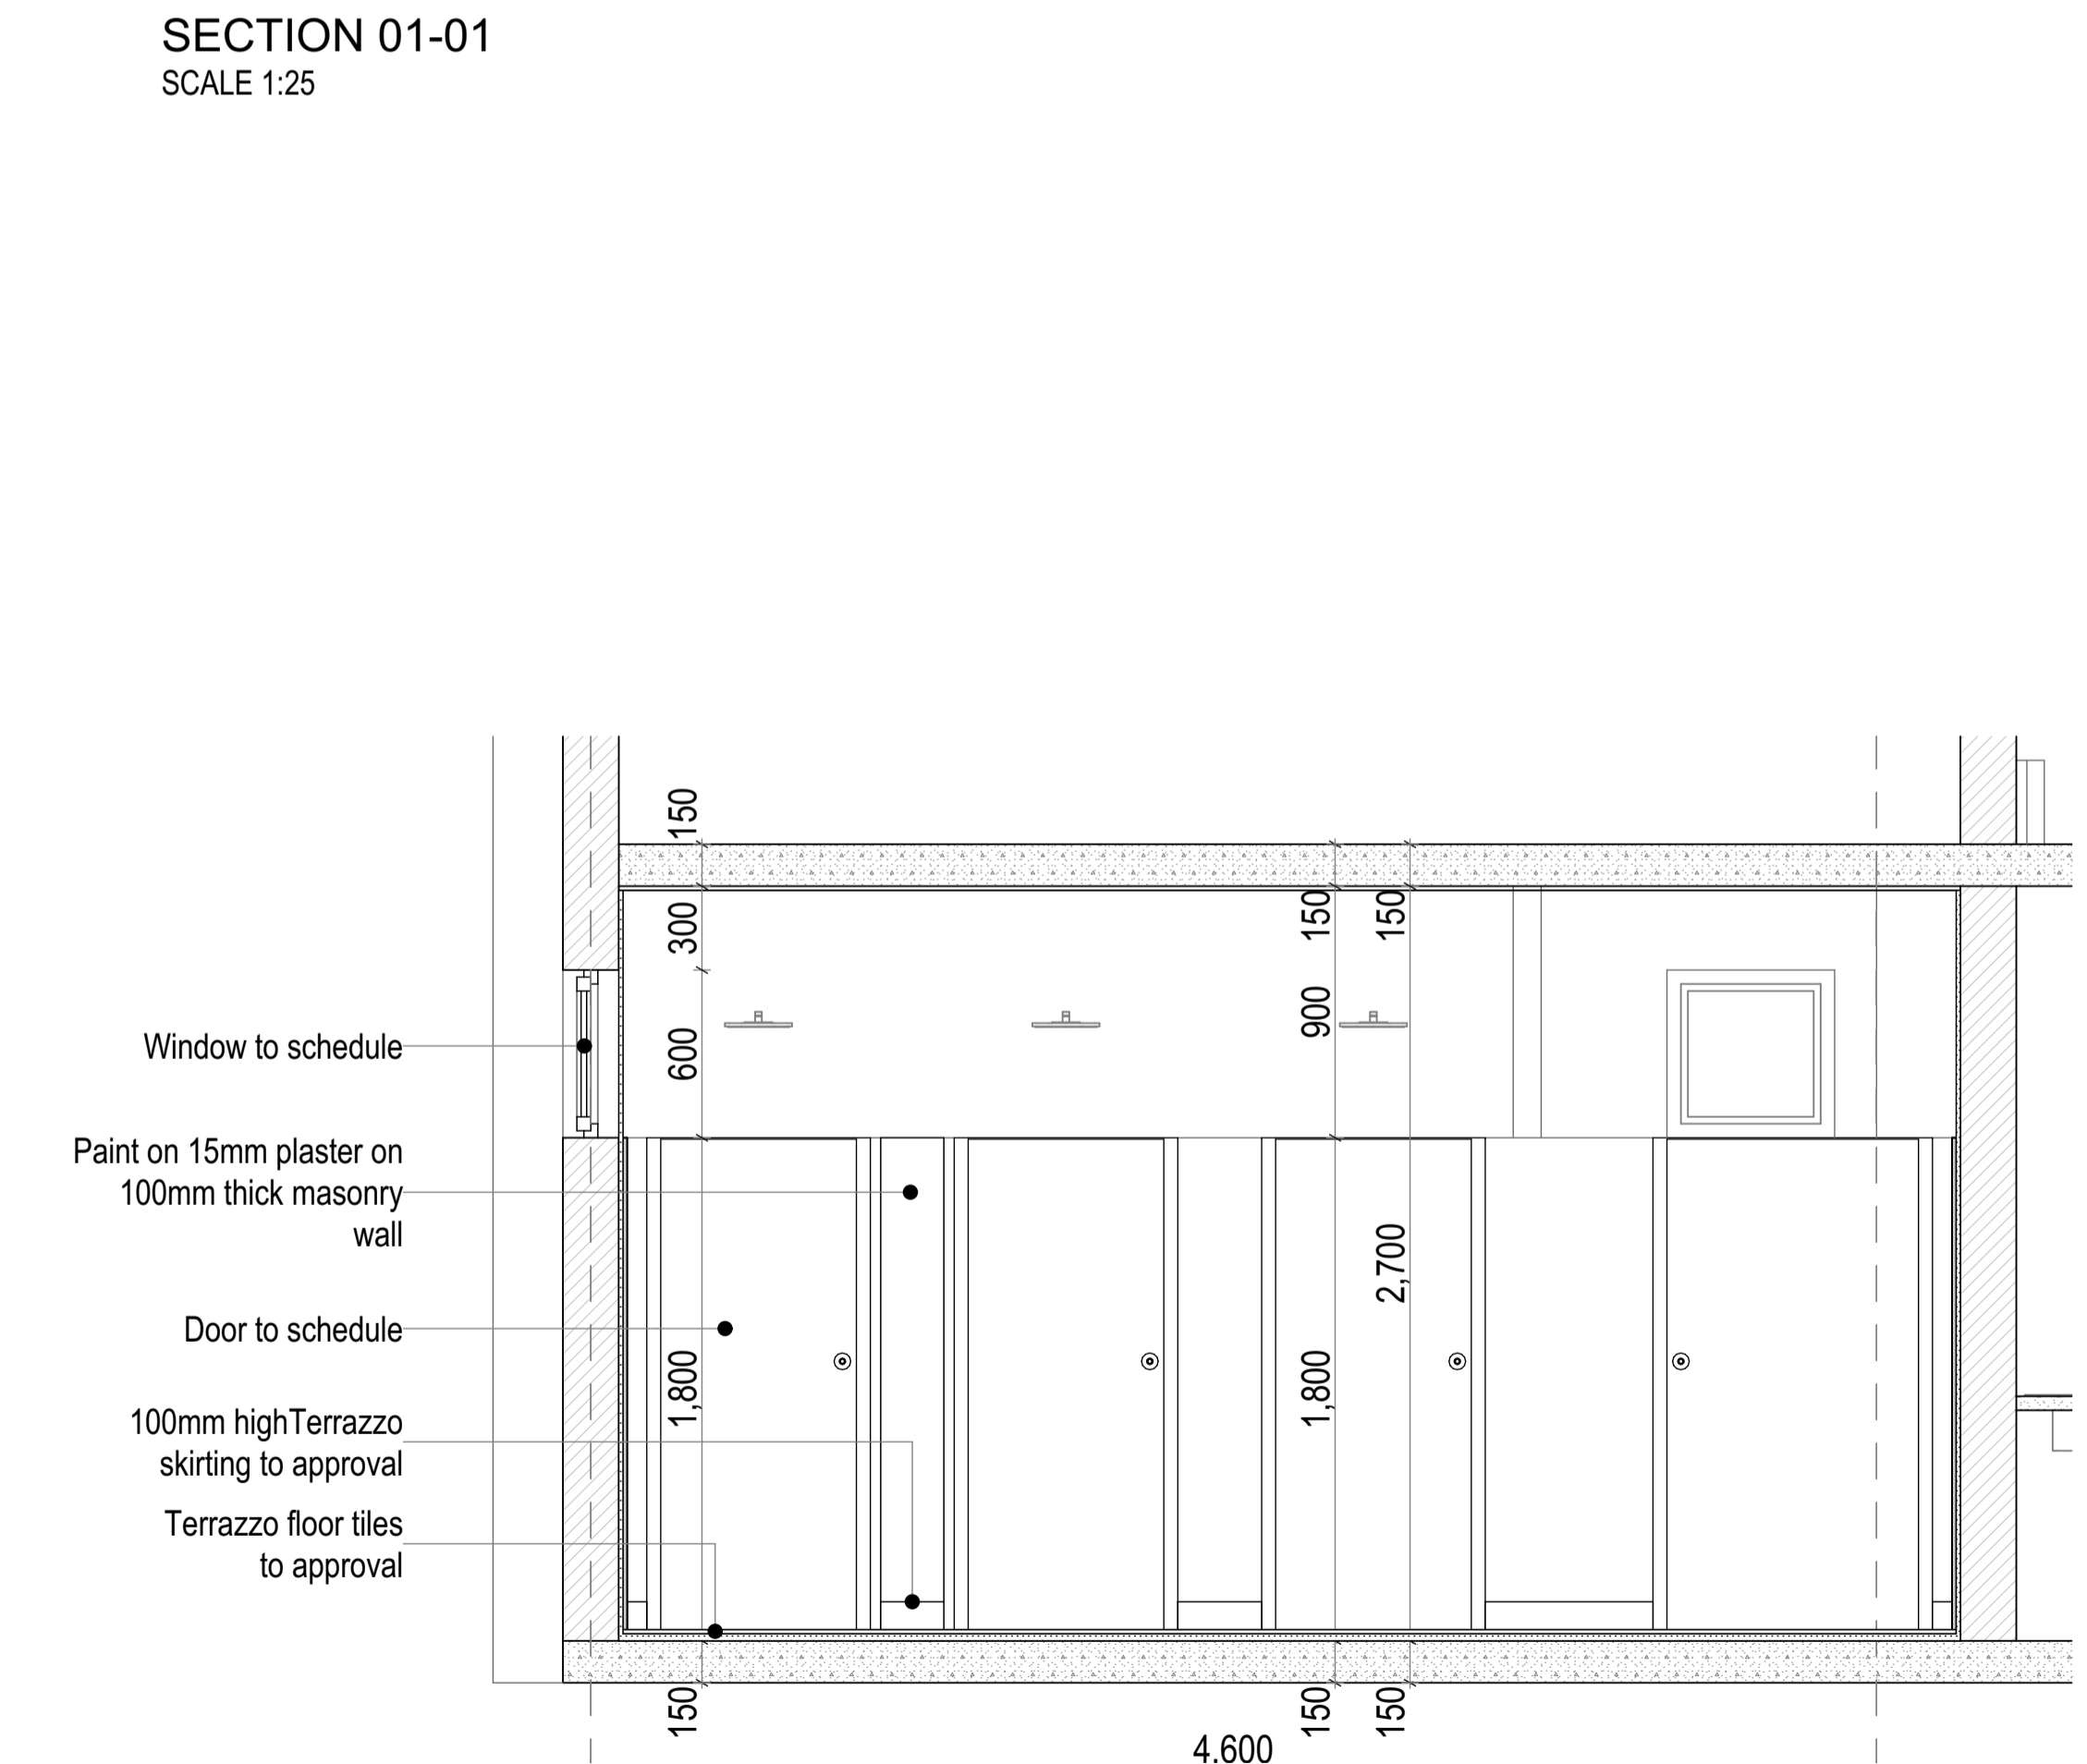 SECTION 01-01
SCALE 1:25
150
300
150
150
900
600
Window to schedule
Paint on 15mm plaster on
100mm thick masonry
wall
2,700
Door to schedule
1,800
1,800
100mm highTerrazzo
skirting to approval
Terrazzo floor tiles
to approval
150
150
150
4,600